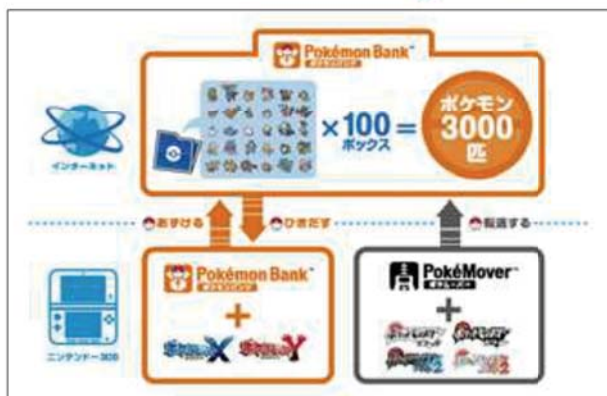 Pokémon Bank™
ポケモンバンク
×100=
ボックス
ポケモン
3000
匹
インターネット
あずける
ひきだす
転送する
Pokémon Bank™
ポケモンバンク
+
PokéMover™
ポケムーバー
+
ニンテンドー3DS
X
Y